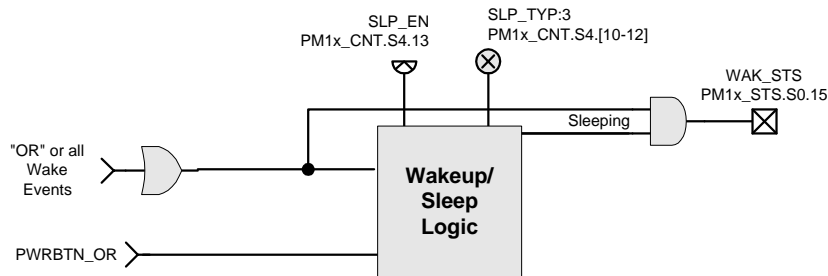 SLP_EN
PM1x_CNT.S4.13
SLP_TYP:3
PM1x_CNT.S4.[10-12]
WAK_STS
PM1x_STS.S0.15
Sleeping
"OR" or all
Wake
Events
Wakeup/
Sleep
Logic
PWRBTN_OR